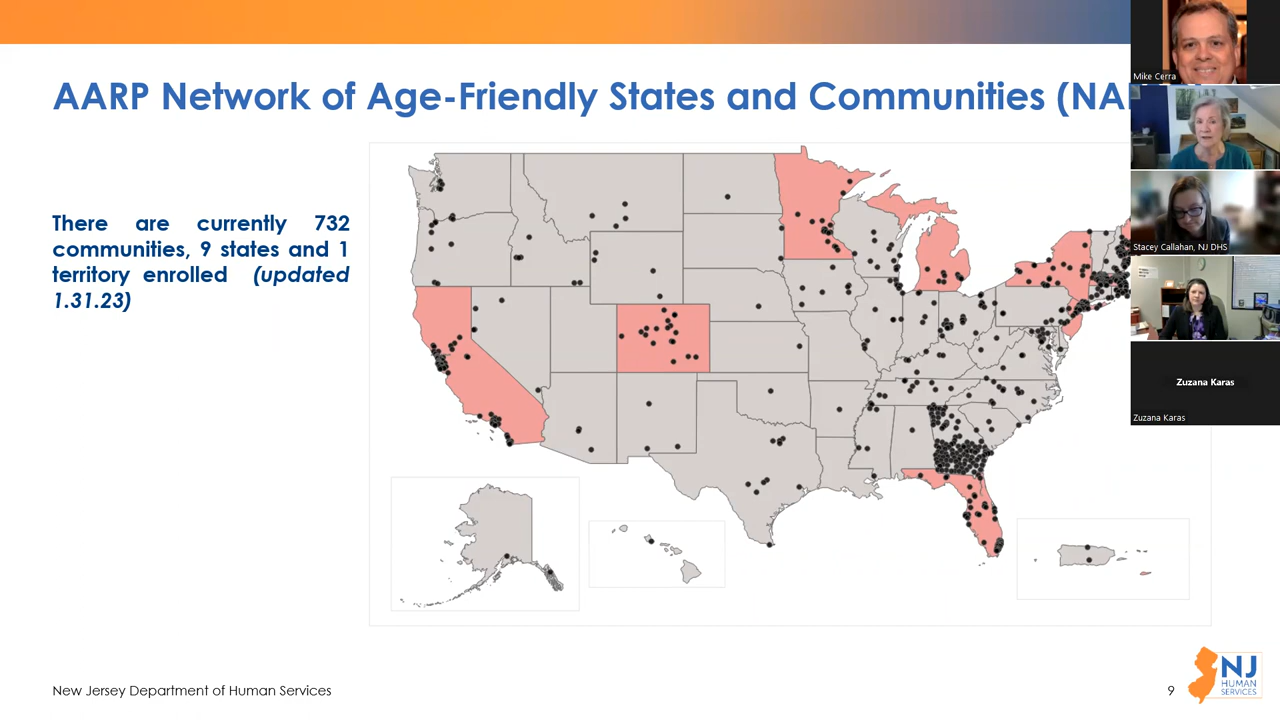 AARP Network of Age-Friendly States and Communities (NA
There are currently 732
communities, 9 states and 1
territory enrolled (updated
1.31.23)
Mike Cerra
Stacey Callahan, NJ DHS
Zuzana Karas
Zuzana Karas
New Jersey Department of Human Services
9
NJ
HUMAN
SERVICES